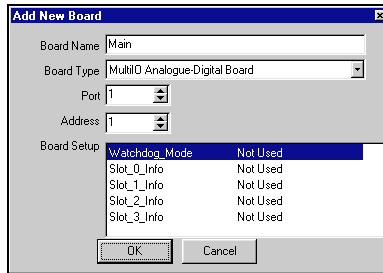 Add New Board
Board Name Main
Board Type MultiIO Analogue-Digital Board
Port 1
Address 1
Board Setup Watchdog_Mode Not Used
Slot_0_Info Not Used
Slot_1_Info Not Used
Slot_2_Info Not Used
Slot_3_Info Not Used
OK Cancel